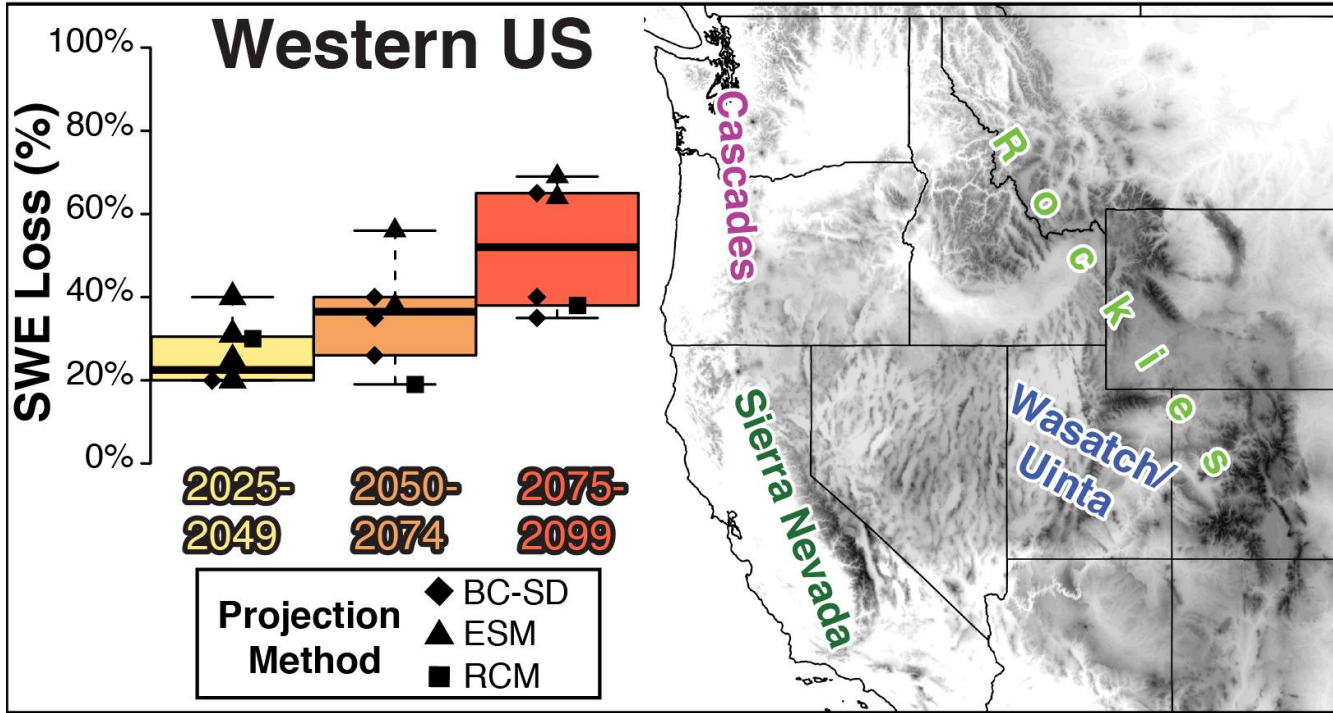 Western US
SWE Loss (%)
100%
80%
60%
40%
20%
0%
2025-
2049
2050-
2074
2075-
2099
Projection
Method
BC-SD
ESM
RCM
Cascades
Rockies
Sierra Nevada
Wasatch/
Uinta